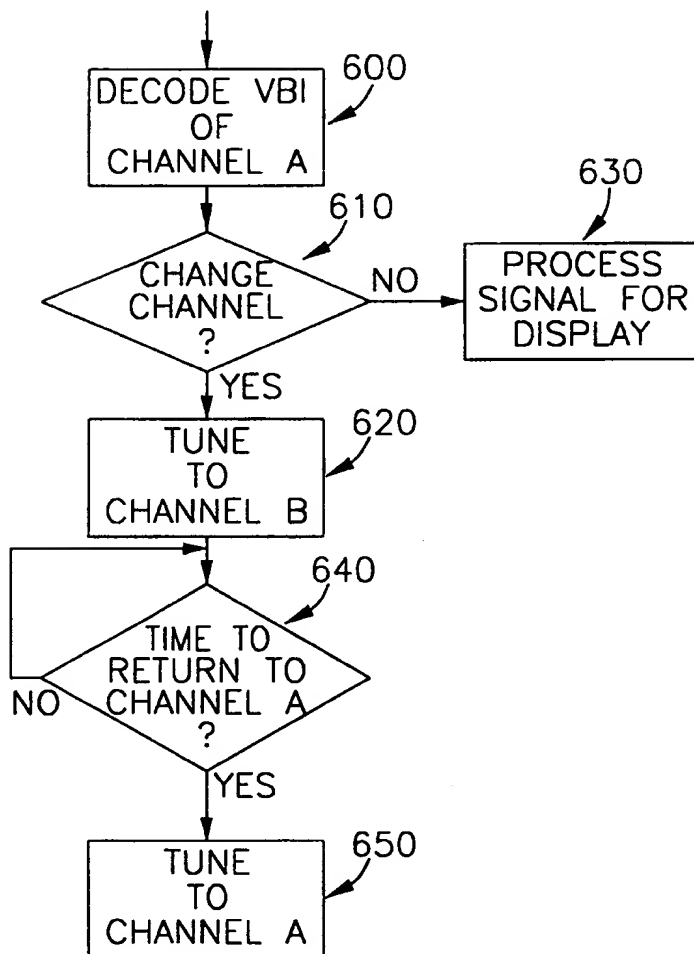 DECODE VBI
OF
CHANNEL A
600
610
CHANGE
CHANNEL
?
NO
630
PROCESS
SIGNAL FOR
DISPLAY
YES
620
TUNE
TO
CHANNEL B
640
TIME TO
RETURN TO
CHANNEL A
?
NO
YES
650
TUNE
TO
CHANNEL A